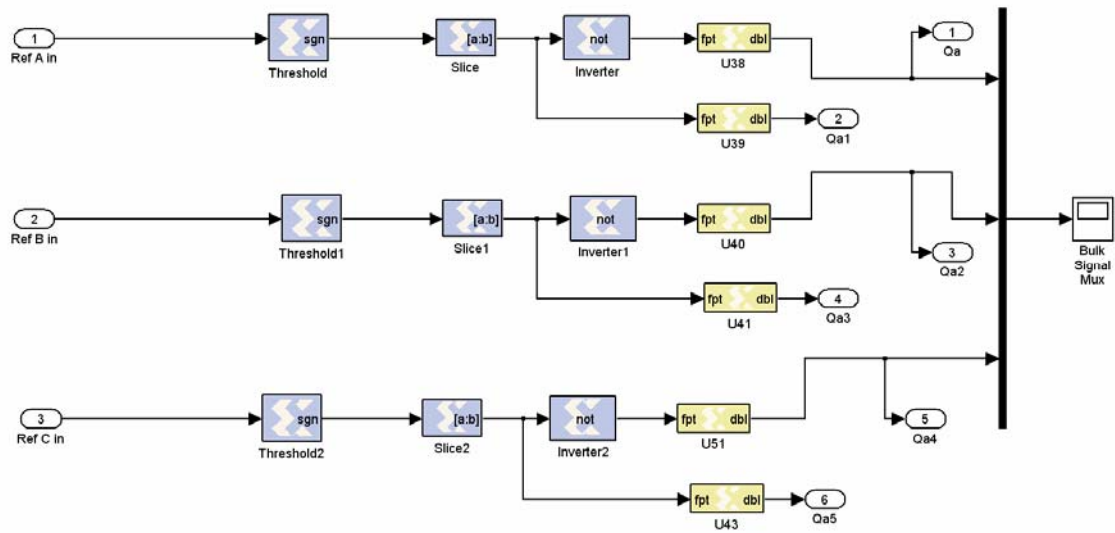 1
Ref A in
sgn
Threshold
[a:b]
Slice
not
Inverter
fpt dbl
U38
1
Qa
fpt dbl
U39
2
Qa1
2
Ref B in
sgn
Threshold1
[a:b]
Slice1
not
Inverter1
fpt dbl
U40
3
Qa2
fpt dbl
U41
4
Qa3
Bulk
Signal
Mux
3
Ref C in
sgn
Threshold2
[a:b]
Slice2
not
Inverter2
fpt dbl
U51
5
Qa4
fpt dbl
U43
6
Qa5